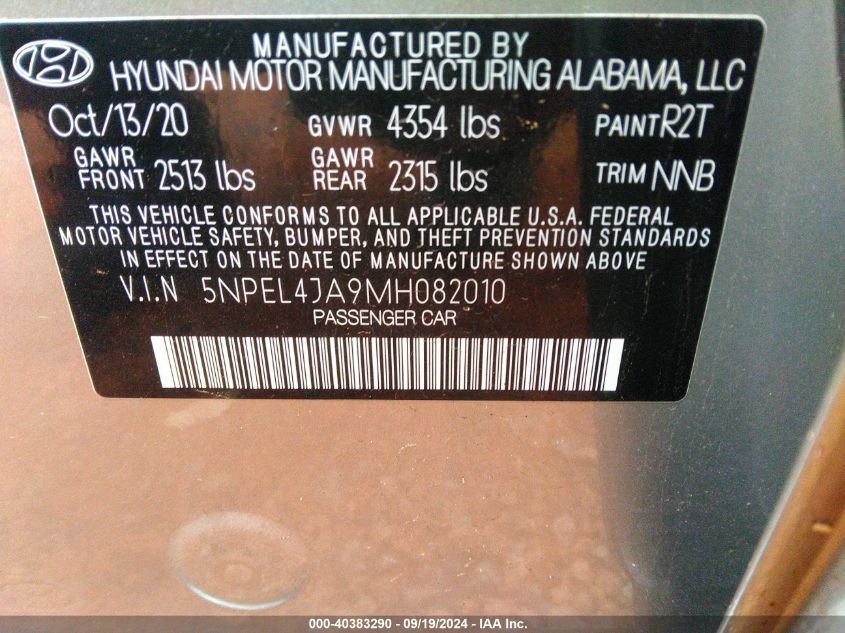 MANUFACTURED BY
HYUNDAI MOTOR MANUFACTURING ALABAMA, LLC
Oct/13/20 GVWR 4354 lbs PAINT R2T
GAWR FRONT 2513 lbs GAWR REAR 2315 lbs TRIM NNB
THIS VEHICLE CONFORMS TO ALL APPLICABLE U.S.A. FEDERAL
MOTOR VEHICLE SAFETY, BUMPER, AND THEFT PREVENTION STANDARDS
IN EFFECT ON THE DATE OF MANUFACTURE SHOWN ABOVE
V.I.N 5NPEL4JA9MH082010
PASSENGER CAR
000-40383290 - 09/19/2024 - IAA Inc.